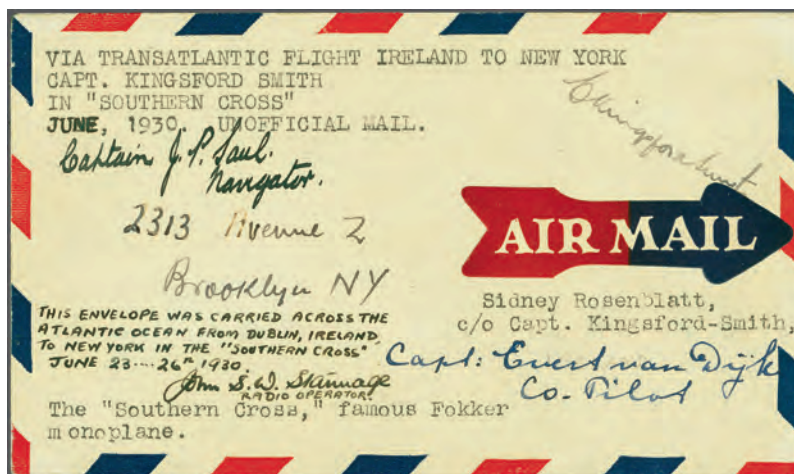 VIA TRANSATLANTIC FLIGHT IRELAND TO NEW YORK
CAPT. KINGSFORD SMITH
IN "SOUTHERN CROSS"
JUNE, 1930. UNOFFICIAL MAIL.
CKingsfordSmith
Captain J. P. Saul.
Navigator.
2313 Avenue Z
Brooklyn NY
AIR MAIL
Sidney Rosenblatt,
c/o Capt. Kingsford-Smith,
THIS ENVELOPE WAS CARRIED ACROSS THE
ATLANTIC OCEAN FROM DUBLIN, IRELAND
TO NEW YORK IN THE "SOUTHERN CROSS"
JUNE 23---26TH 1930.
John S. W. Stannage
RADIO OPERATOR.
Capt: Evert van Dijk
Co-Pilot
The "Southern Cross," famous Fokker
monoplane.